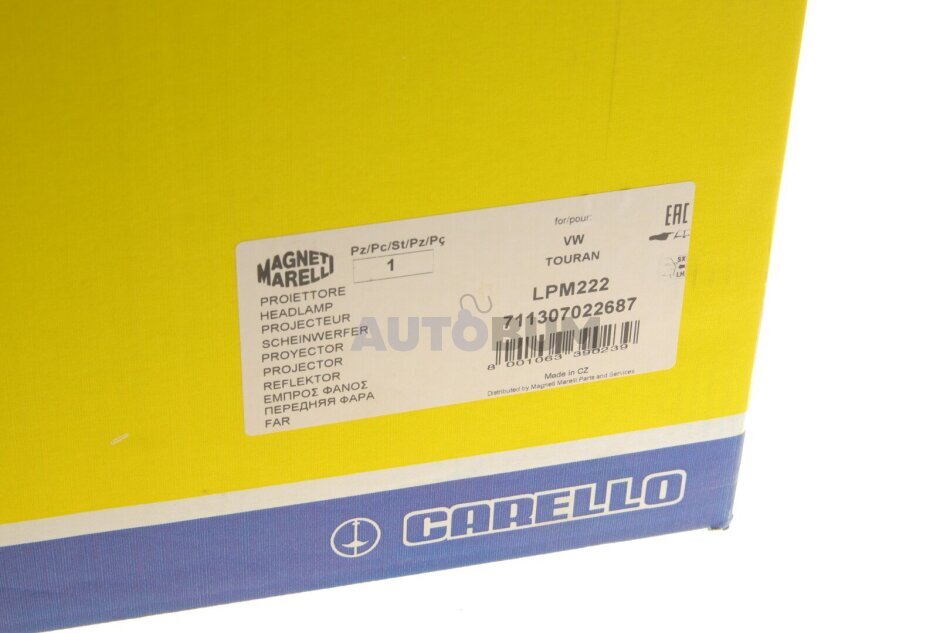 MAGNETI
MARELLI
Pz/Pc/St/Pz/Pç
1
PROIETTORE
HEADLAMP
PROJECTEUR
SCHEINWERFER
PROYECTOR
PROJECTOR
REFLEKTOR
ΕΜΠΡΟΣ ΦΑΝΟΣ
ПЕРЕДНЯЯ ФАРА
FAR
for/pour:
VW
TOURAN
LPM222
711307022687
8 001063 390239
Made in CZ
Distributed by Magneti Marelli Parts and Services
EAC
SX
LH
CARELLO